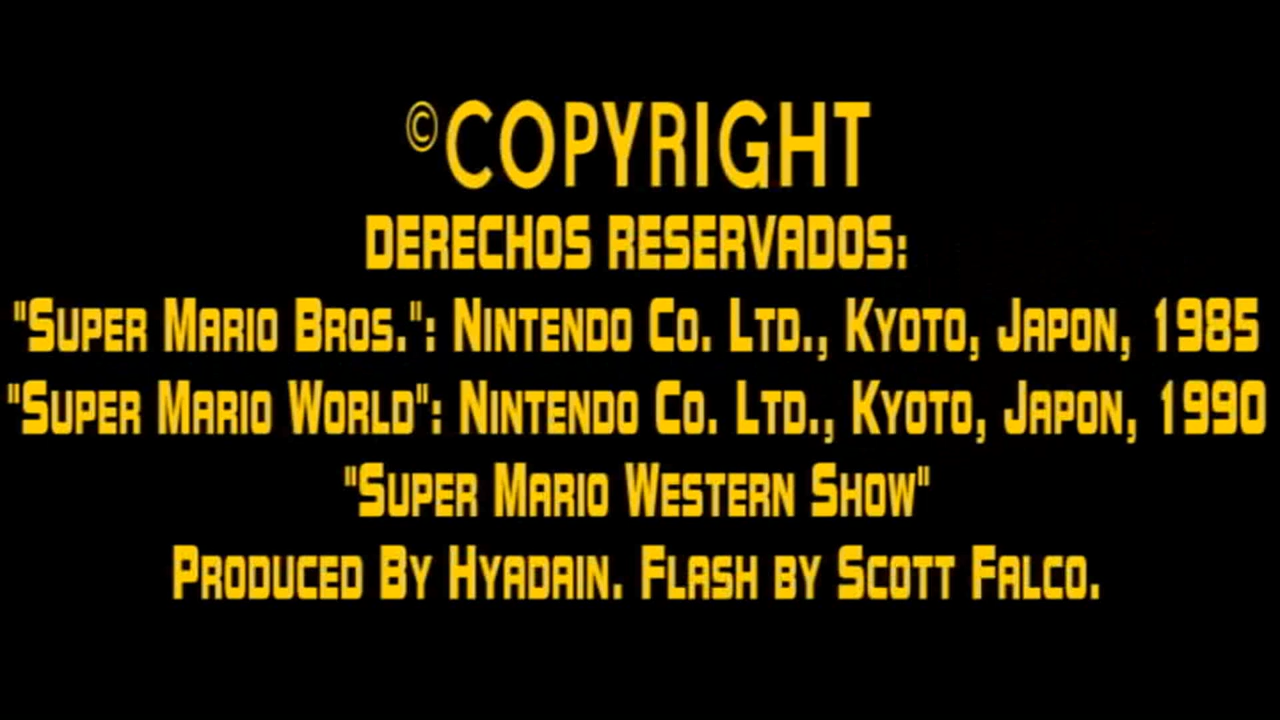 ©COPYRIGHT
DERECHOS RESERVADOS:
"SUPER MARIO BROS.": NINTENDO CO. LTD., KYOTO, JAPON, 1985
"SUPER MARIO WORLD": NINTENDO CO. LTD., KYOTO, JAPON, 1990
"SUPER MARIO WESTERN SHOW"
PRODUCED BY HYADAIN. FLASH BY SCOTT FALCO.